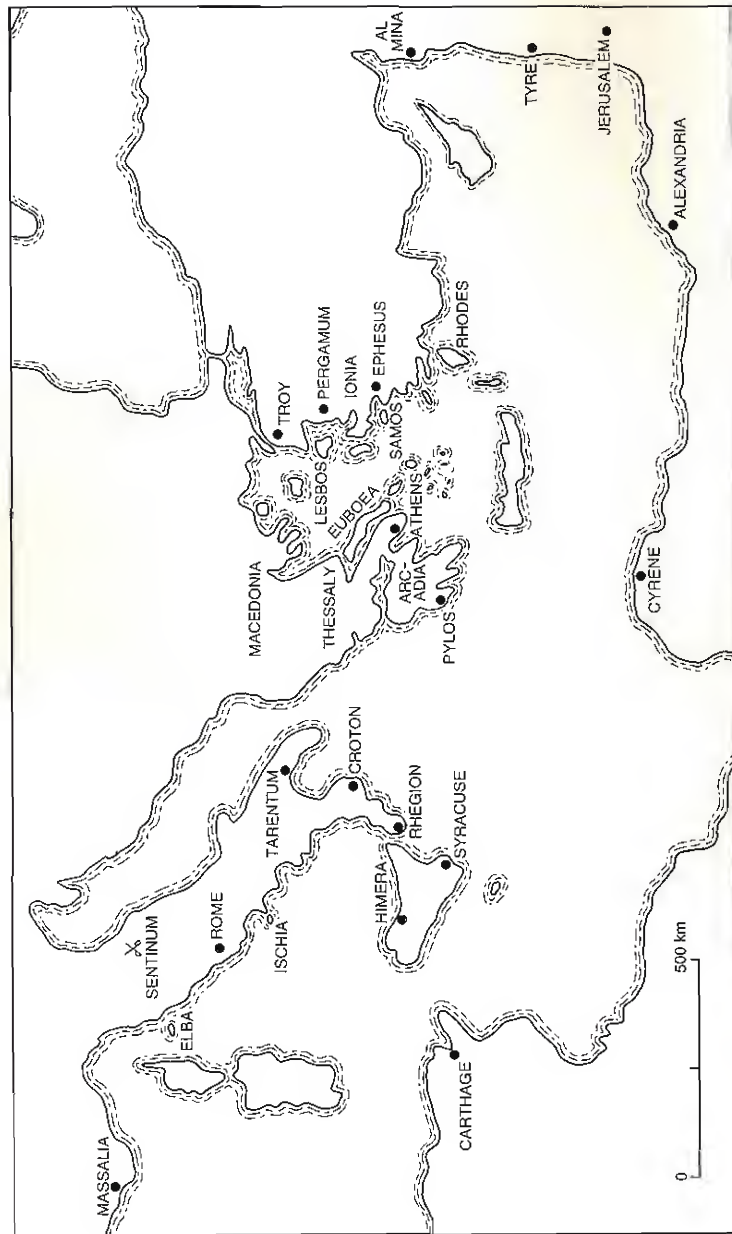 MASSALIA
ELBA
SENTINUM
ROME
ISCHIA
TARENTUM
CROTON
RHEGION
HIMERA
SYRACUSE
CARTHAGE
0
500 km
MACEDONIA
THESSALY
EUBOEA
LESBOS
TROY
PERGAMUM
IONIA
EPHESUS
SAMOS
ATHENS
ARC-
ADIA
PYLOS
RHODES
CYRENE
AL
MINA
TYRE
JERUSALEM
ALEXANDRIA